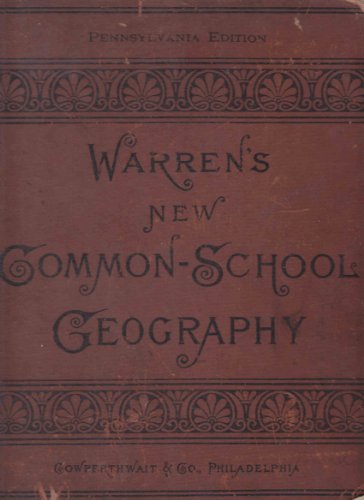 Pennsylvania Edition
Warren's
New
Common-School
Geography
Cowperthwait & Co., Philadelphia